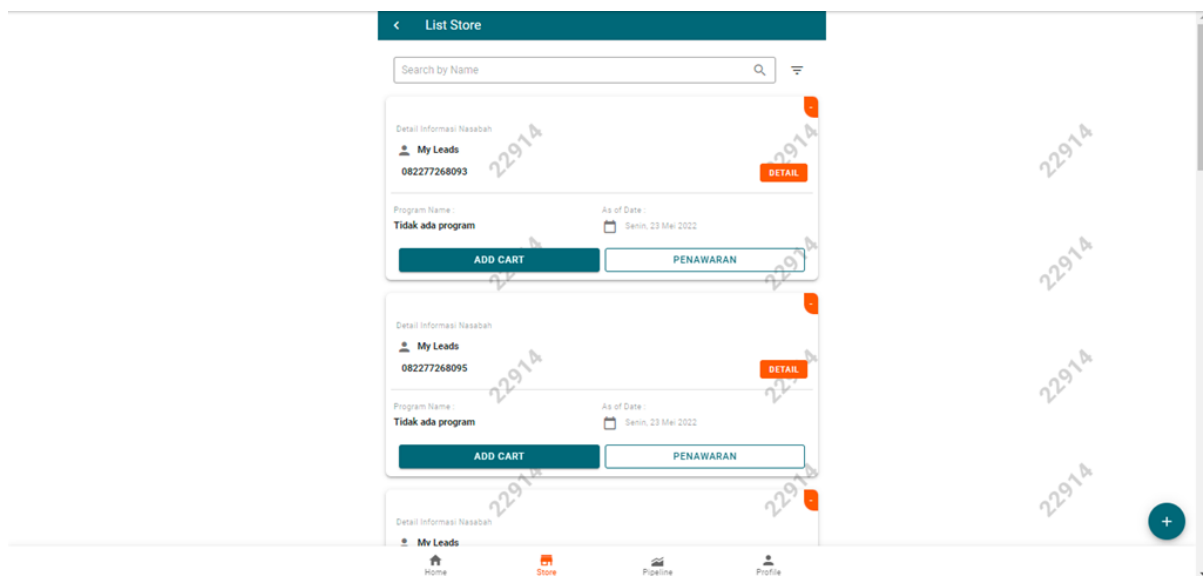 List Store
Search by Name
Detail Informasi Nasabah
22914
22914
22914
My Leads
082277268093
DETAIL
Program Name :
As of Date :
Tidak ada program
Senin, 23 Mei 2022
22914
22914
22914
ADD CART
PENAWARAN
Detail Informasi Nasabah
My Leads
22914
22914
22914
082277268095
DETAIL
Program Name :
As of Date :
Tidak ada program
Senin, 23 Mei 2022
ADD CART
PENAWARAN
22914
22914
22914
Detail Informasi Nasabah
My Leads
Home
Store
Pipeline
Profile